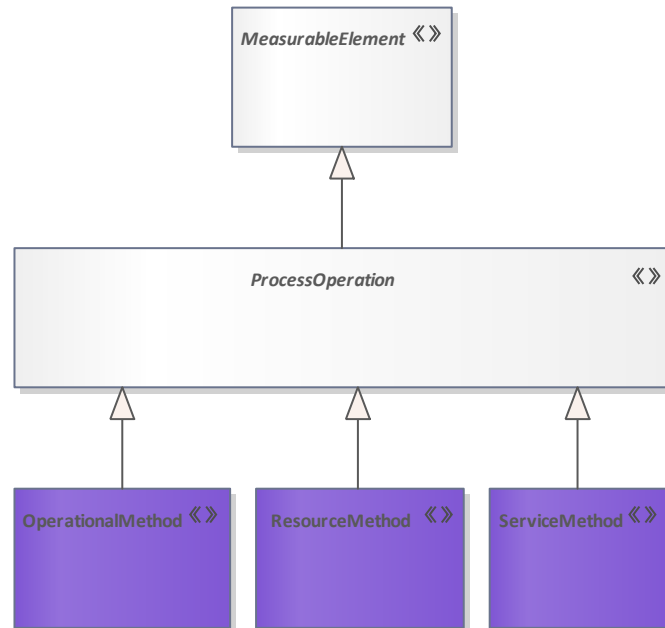 MeasurableElement «»
ProcessOperation «»
OperationalMethod «» ResourceMethod «» ServiceMethod «»